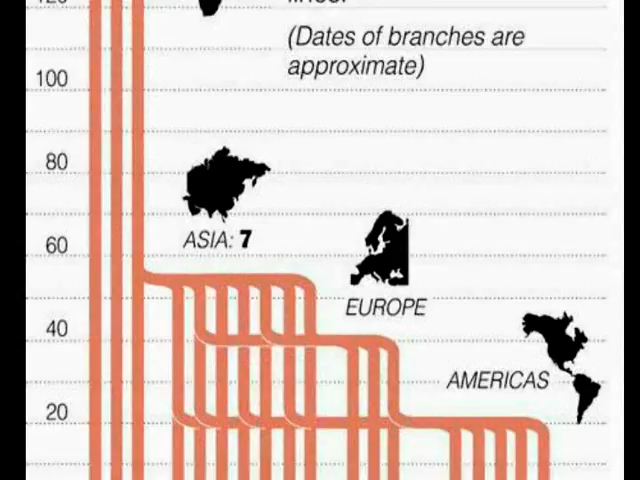 (Dates of branches are
approximate)
100
80
ASIA: 7
60
EUROPE
40
AMERICAS
20